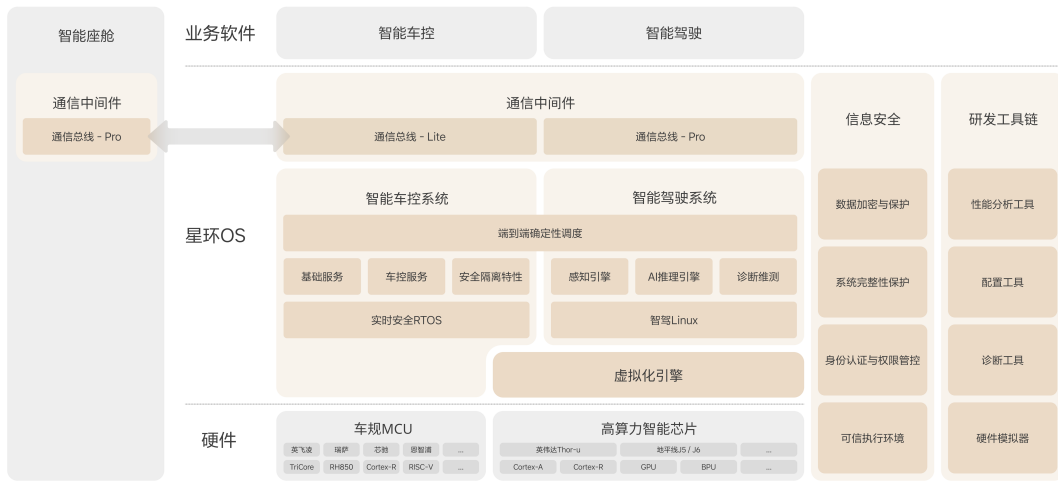 智能座舱
通信中间件
通信总线 - Pro
业务软件
智能车控
智能驾驶
星环OS
通信中间件
通信总线 - Lite
通信总线 - Pro
智能车控系统
智能驾驶系统
端到端确定性调度
基础服务
车控服务
安全隔离特性
感知引擎
AI推理引擎
诊断维测
实时安全RTOS
智驾Linux
虚拟化引擎
信息安全
数据加密与保护
系统完整性保护
身份认证与权限管控
可信执行环境
研发工具链
性能分析工具
配置工具
诊断工具
硬件模拟器
硬件
车规MCU
英飞凌
瑞萨
芯驰
恩智浦
...
TriCore
RH850
Cortex-R
RISC-V
...
高算力智能芯片
英伟达Thor-u
地平线J5 / J6
...
Cortex-A
Cortex-R
GPU
BPU
...